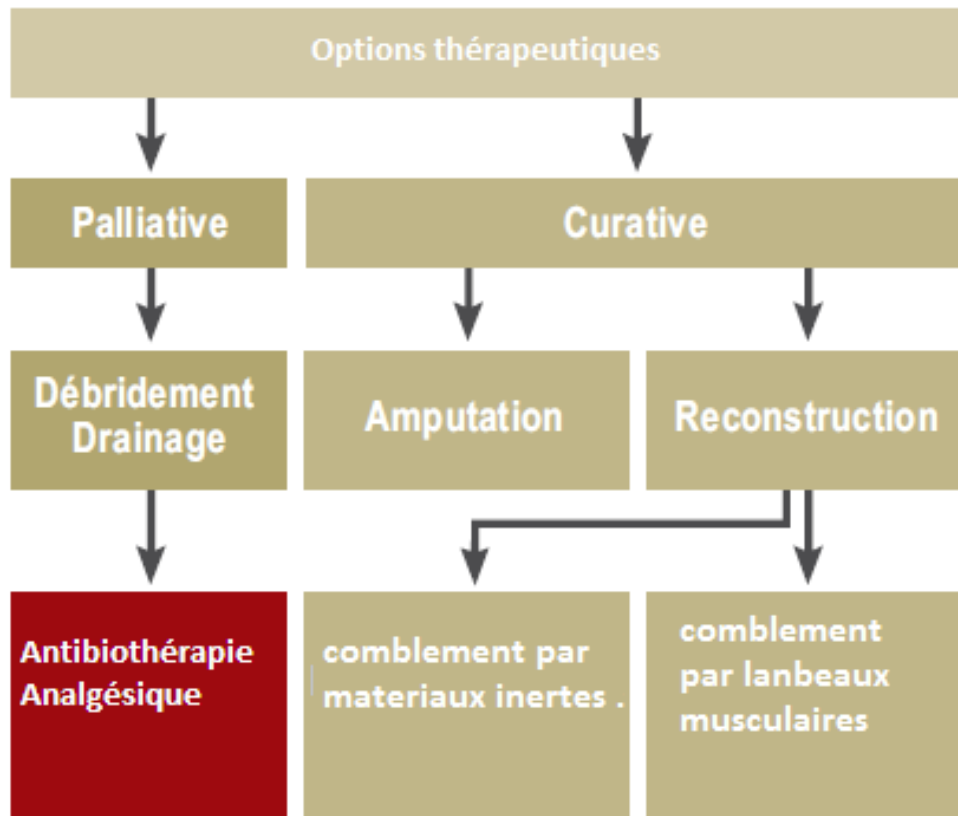 Options thérapeutiques
Palliative
Curative
Débridement
Drainage
Amputation
Reconstruction
Antibiothérapie
Analgésique
comblement par
materiaux inertes .
comblement
par lanbeaux
musculaires